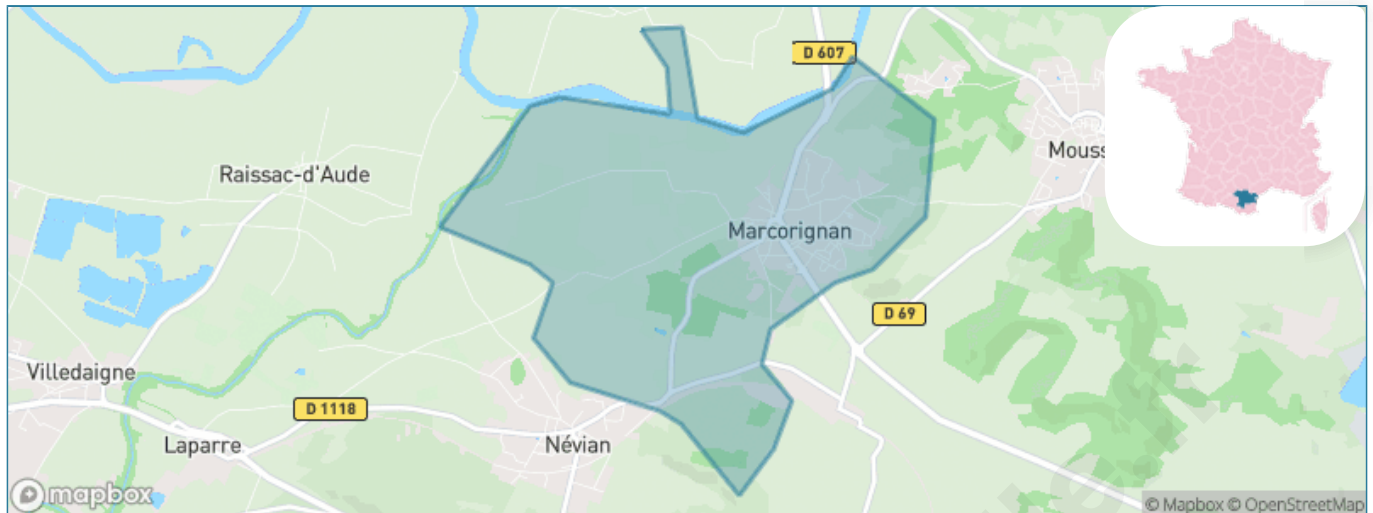 D 607
Mouss
Raissac-d'Aude
Marcorignan
D 69
Villedaigne
D 1118
Laparre
Névian
mapbox
© Mapbox © OpenStreetMap